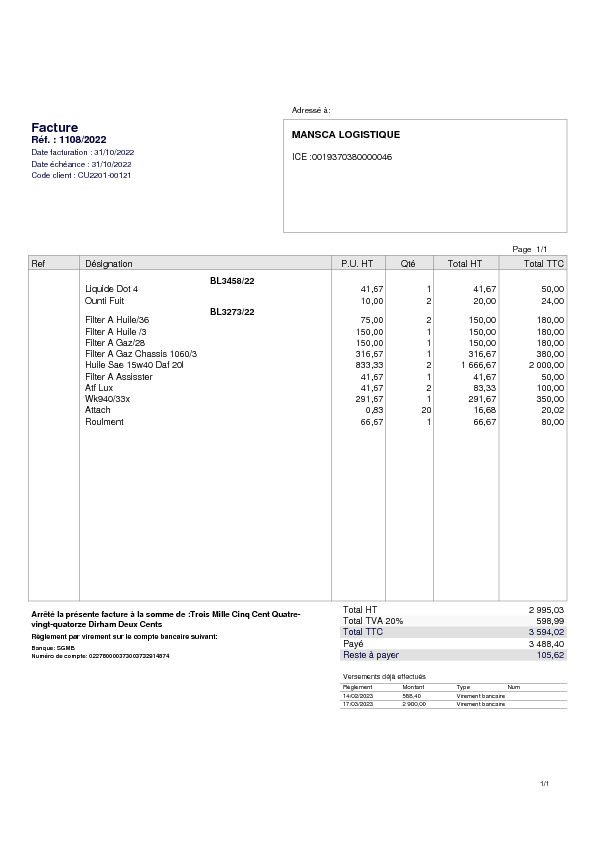 Adressé à:
Facture
Réf. : 1108/2022
Date facturation : 31/10/2022
Date échéance : 31/10/2022
Code client : CU2201-00121
MANSCA LOGISTIQUE
ICE :0019370380000046
Page 1/1
Ref Désignation P.U. HT Qté Total HT Total TTC
BL3458/22
Liquide Dot 4 41,67 1 41,67 50,00
Ounti Fuit 10,00 2 20,00 24,00
BL3273/22
Filter A Huile/36 75,00 2 150,00 180,00
Filter A Huile /3 150,00 1 150,00 180,00
Filter A Gaz/28 150,00 1 150,00 180,00
Filter A Gaz Chassis 1060/3 316,67 1 316,67 380,00
Huile Sae 15w40 Daf 20l 833,33 2 1 666,67 2 000,00
Filter A Assisster 41,67 1 41,67 50,00
Atf Lux 41,67 2 83,33 100,00
Wk940/33x 291,67 1 291,67 350,00
Attach 0,83 20 16,68 20,02
Roulment 66,67 1 66,67 80,00
Arrêté la présente facture à la somme de :Trois Mille Cinq Cent Quatre-
vingt-quatorze Dirham Deux Cents
Règlement par virement sur le compte bancaire suivant:
Banque: SGMB
Total HT 2 995,03
Total TVA 20% 598,99
Total TTC 3 594,02
Payé 3 488,40
Reste à payer 105,62
Versements déjà effectués
Règlement Montant Type Num
14/02/2023 588,40 Virement bancaire
17/03/2023 2 900,00 Virement bancaire
Numéro de compte:
1/1